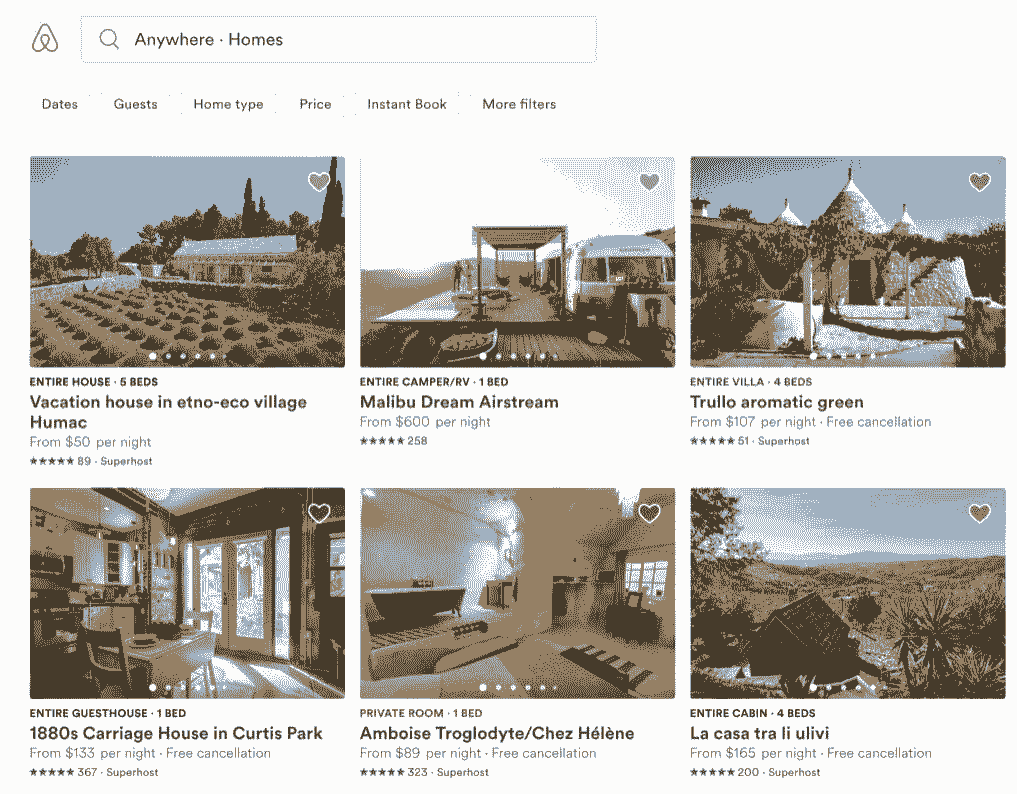 Anywhere · Homes
Dates
Guests
Home type
Price
Instant Book
More filters
ENTIRE HOUSE · 5 BEDS
Vacation house in etno-eco village
Humac
From $50 per night
★★★★★ 89 · Superhost
ENTIRE CAMPER/RV · 1 BED
Malibu Dream Airstream
From $600 per night
★★★★★ 258
ENTIRE VILLA · 4 BEDS
Trullo aromatic green
From $107 per night · Free cancellation
★★★★★ 51 · Superhost
ENTIRE GUESTHOUSE · 1 BED
1880s Carriage House in Curtis Park
From $133 per night · Free cancellation
★★★★★ 367 · Superhost
PRIVATE ROOM · 1 BED
Amboise Troglodyte/Chez Hélène
From $89 per night · Free cancellation
★★★★★ 323 · Superhost
ENTIRE CABIN · 4 BEDS
La casa tra li ulivi
From $165 per night · Free cancellation
★★★★★ 200 · Superhost